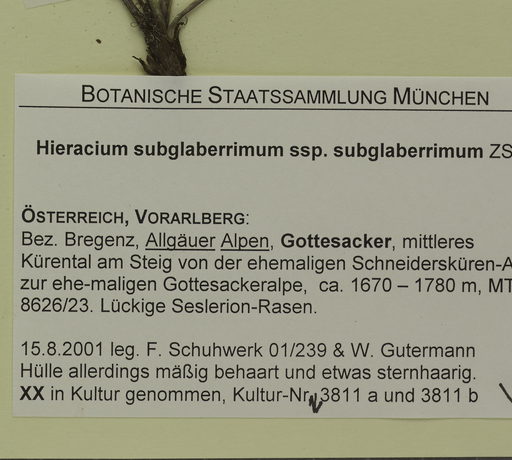 BOTANISCHE STAATSSAMMLUNG MÜNCHEN
Hieracium subglaberrimum ssp. subglaberrimum ZS
ÖSTERREICH, VORARLBERG:
Bez. Bregenz, Allgäuer Alpen, Gottesacker, mittleres
Kürental am Steig von der ehemaligen Schneidersküren-A
zur ehe-maligen Gottesackeralpe, ca. 1670 – 1780 m, MT
8626/23. Lückige Seslerion-Rasen.
15.8.2001 leg. F. Schuhwerk 01/239 & W. Gutermann
Hülle allerdings mäßig behaart und etwas sternhaarig.
XX in Kultur genommen, Kultur-Nr. 3811 a und 3811 b